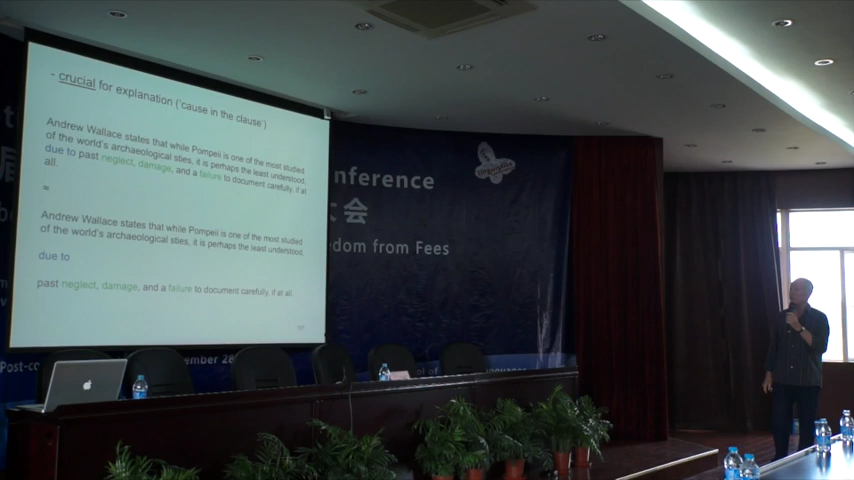 - crucial for explanation ('cause in the clause')
Andrew Wallace states that while Pompeii is one of the most studied
of the world's archaeological sties, it is perhaps the least understood,
due to past neglect, damage, and a failure to document carefully, if at
all.
=
Andrew Wallace states that while Pompeii is one of the most studied
of the world's archaeological sties, it is perhaps the least understood,
due to
past neglect, damage, and a failure to document carefully, if at all.
nference
大会
edom from Fees
Post-co
ember 28
ol of